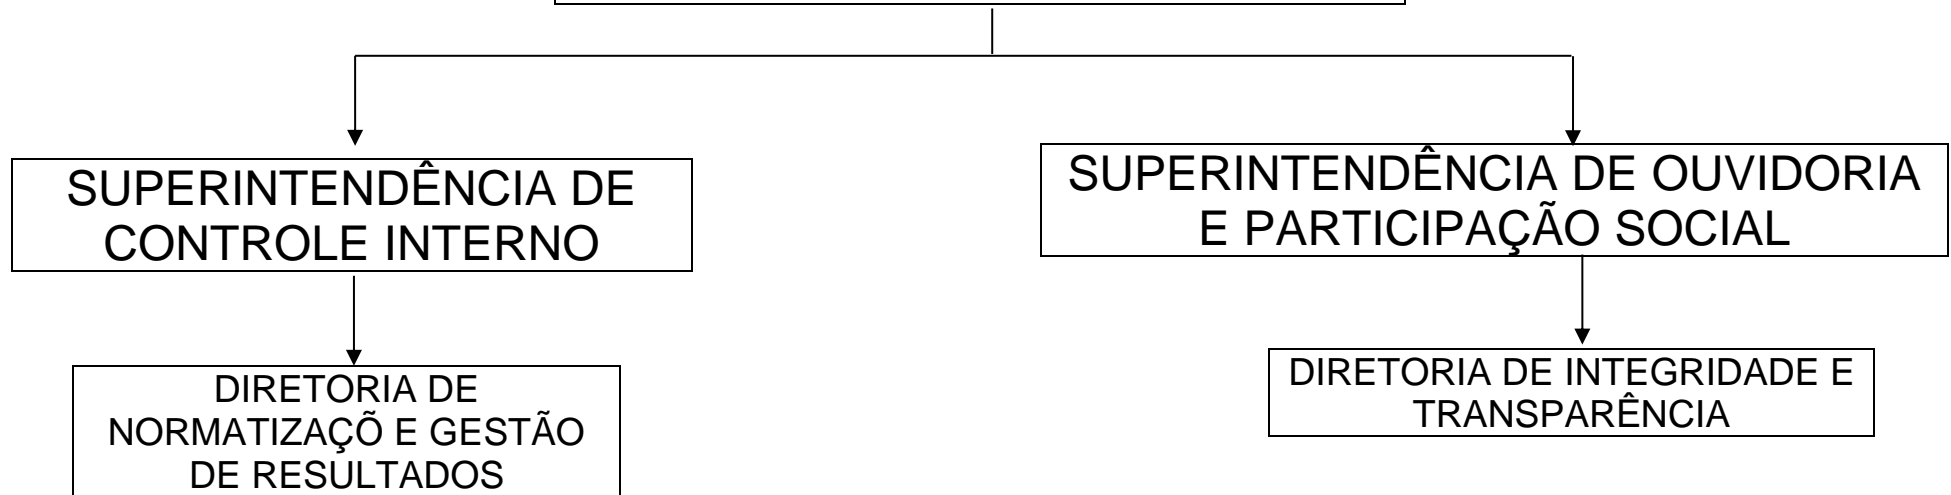 SUPERINTENDÊNCIA DE
CONTROLE INTERNO
SUPERINTENDÊNCIA DE OUVIDORIA
E PARTICIPAÇÃO SOCIAL
DIRETORIA DE
NORMATIZAÇÕ E GESTÃO
DE RESULTADOS
DIRETORIA DE INTEGRIDADE E
TRANSPARÊNCIA